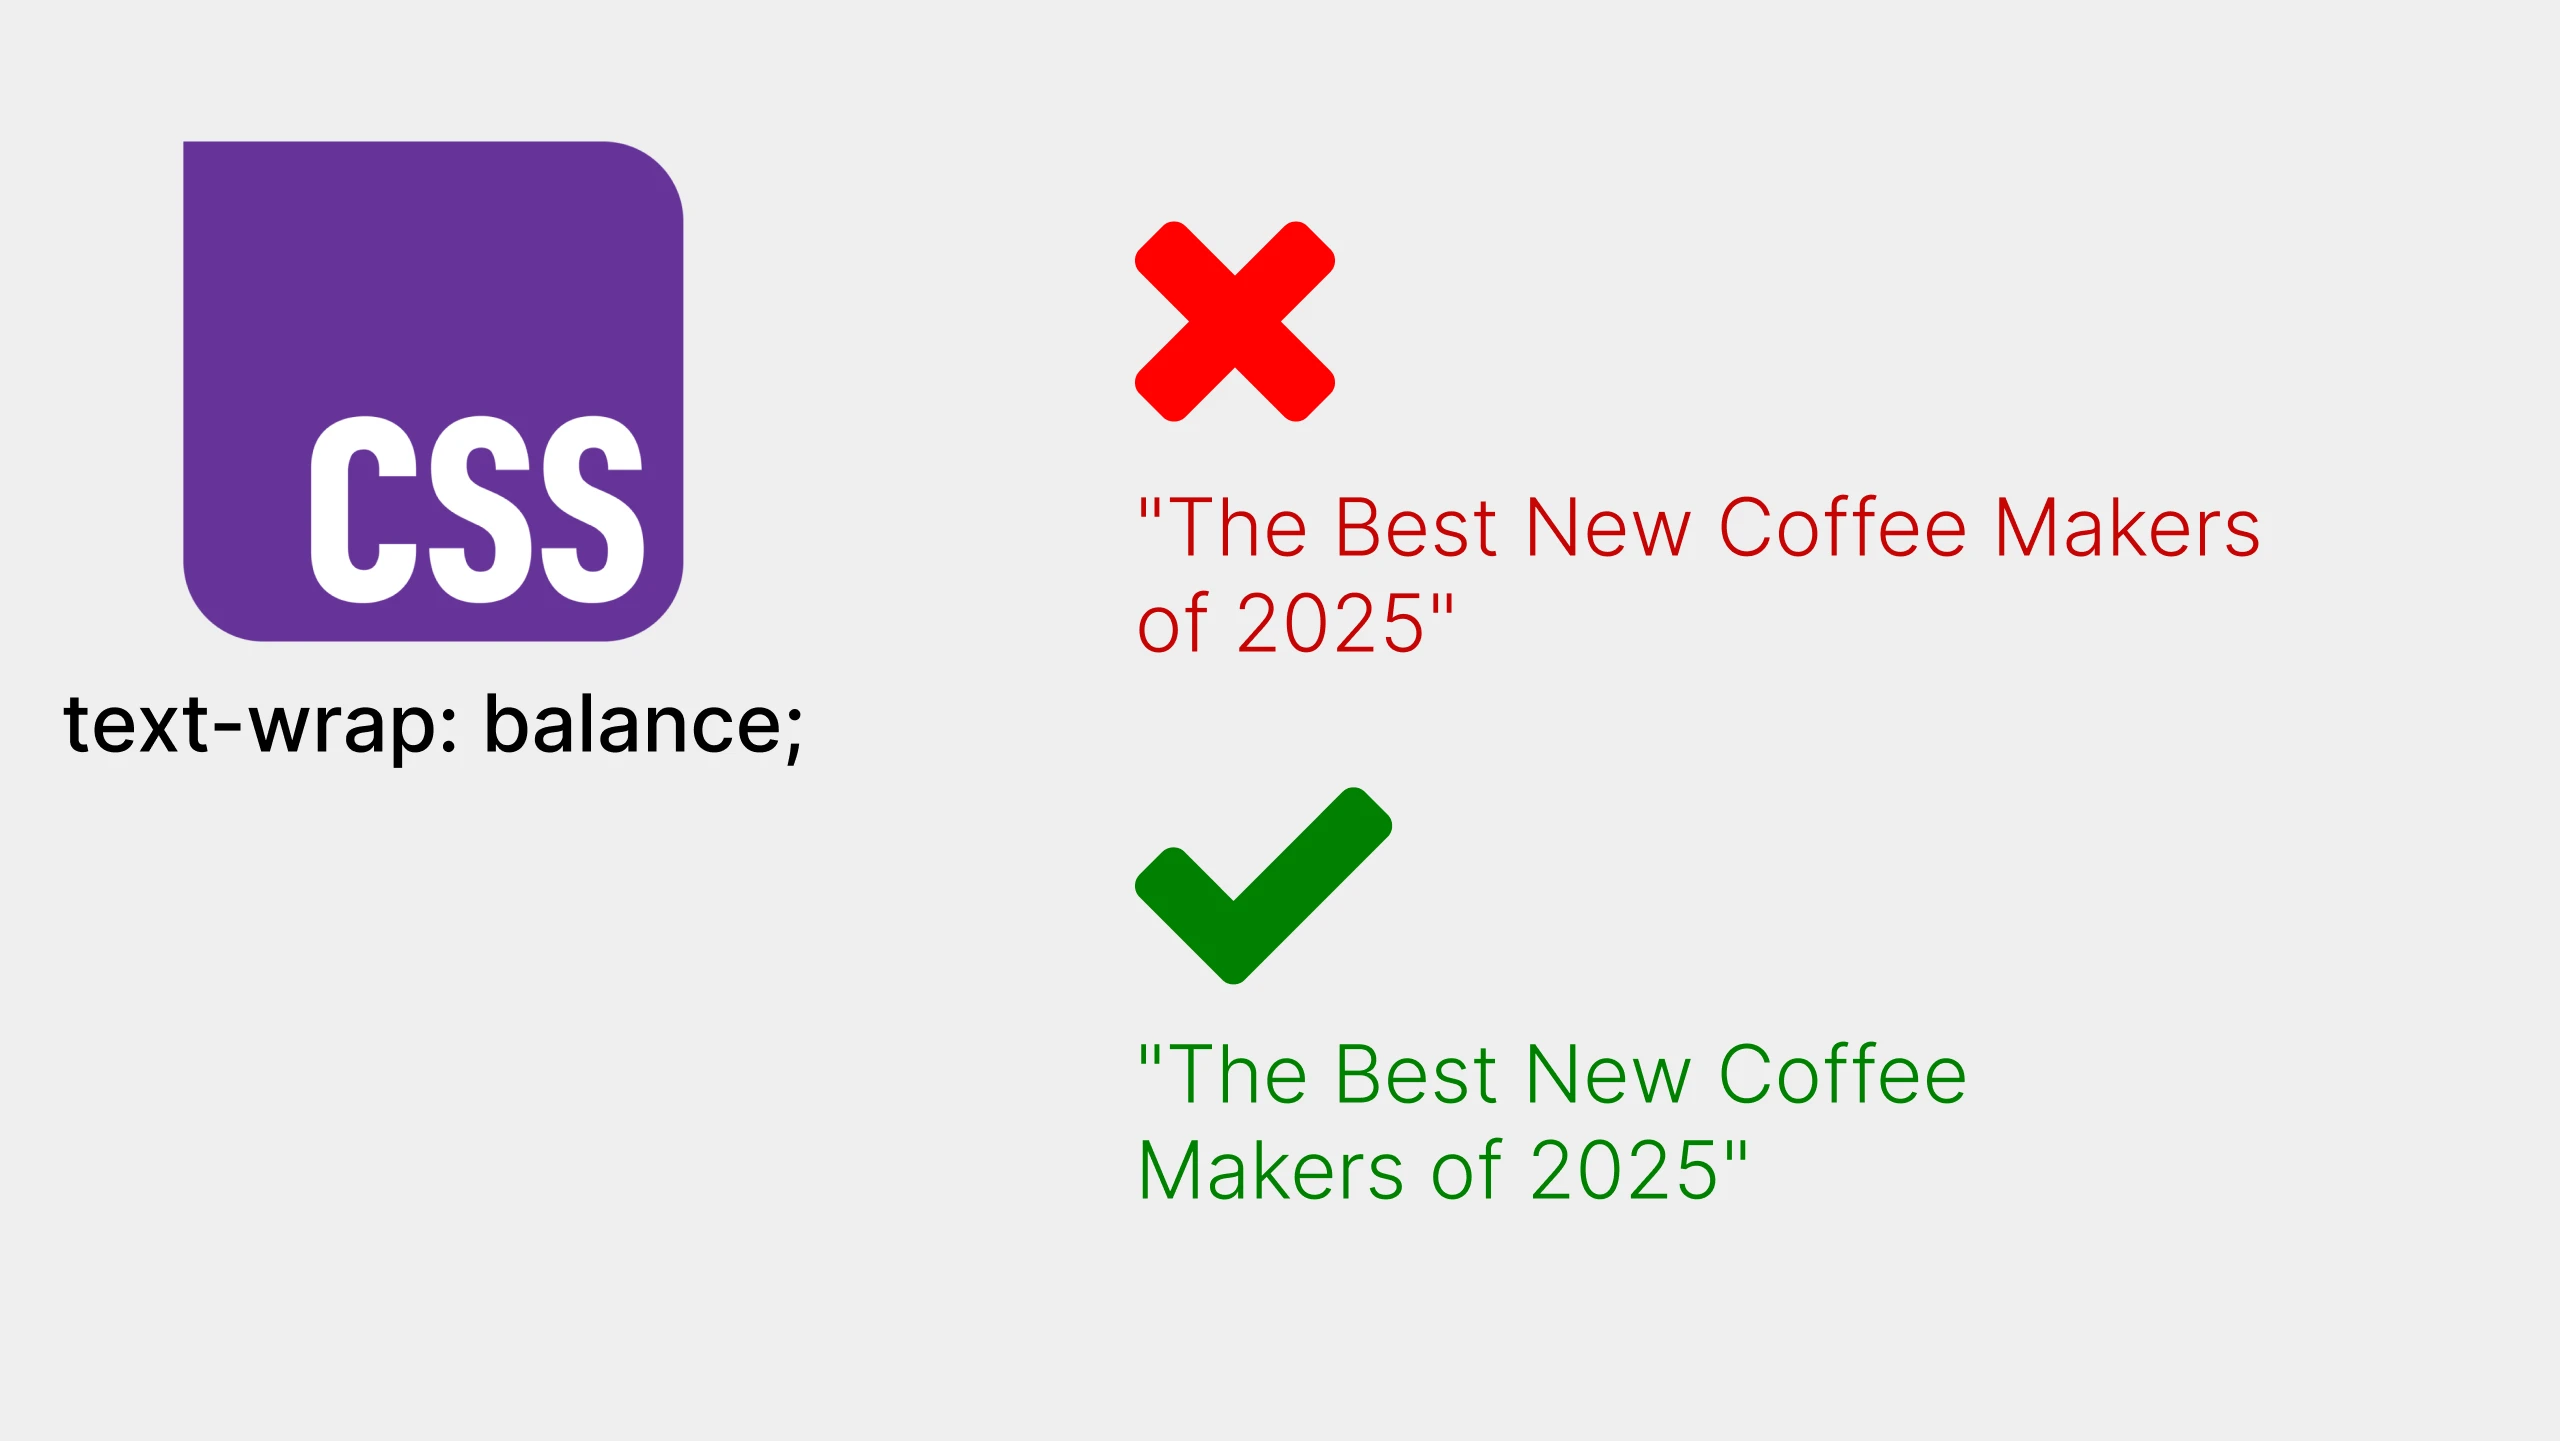 CSS
text-wrap: balance;
"The Best New Coffee Makers
of 2025"
"The Best New Coffee
Makers of 2025"